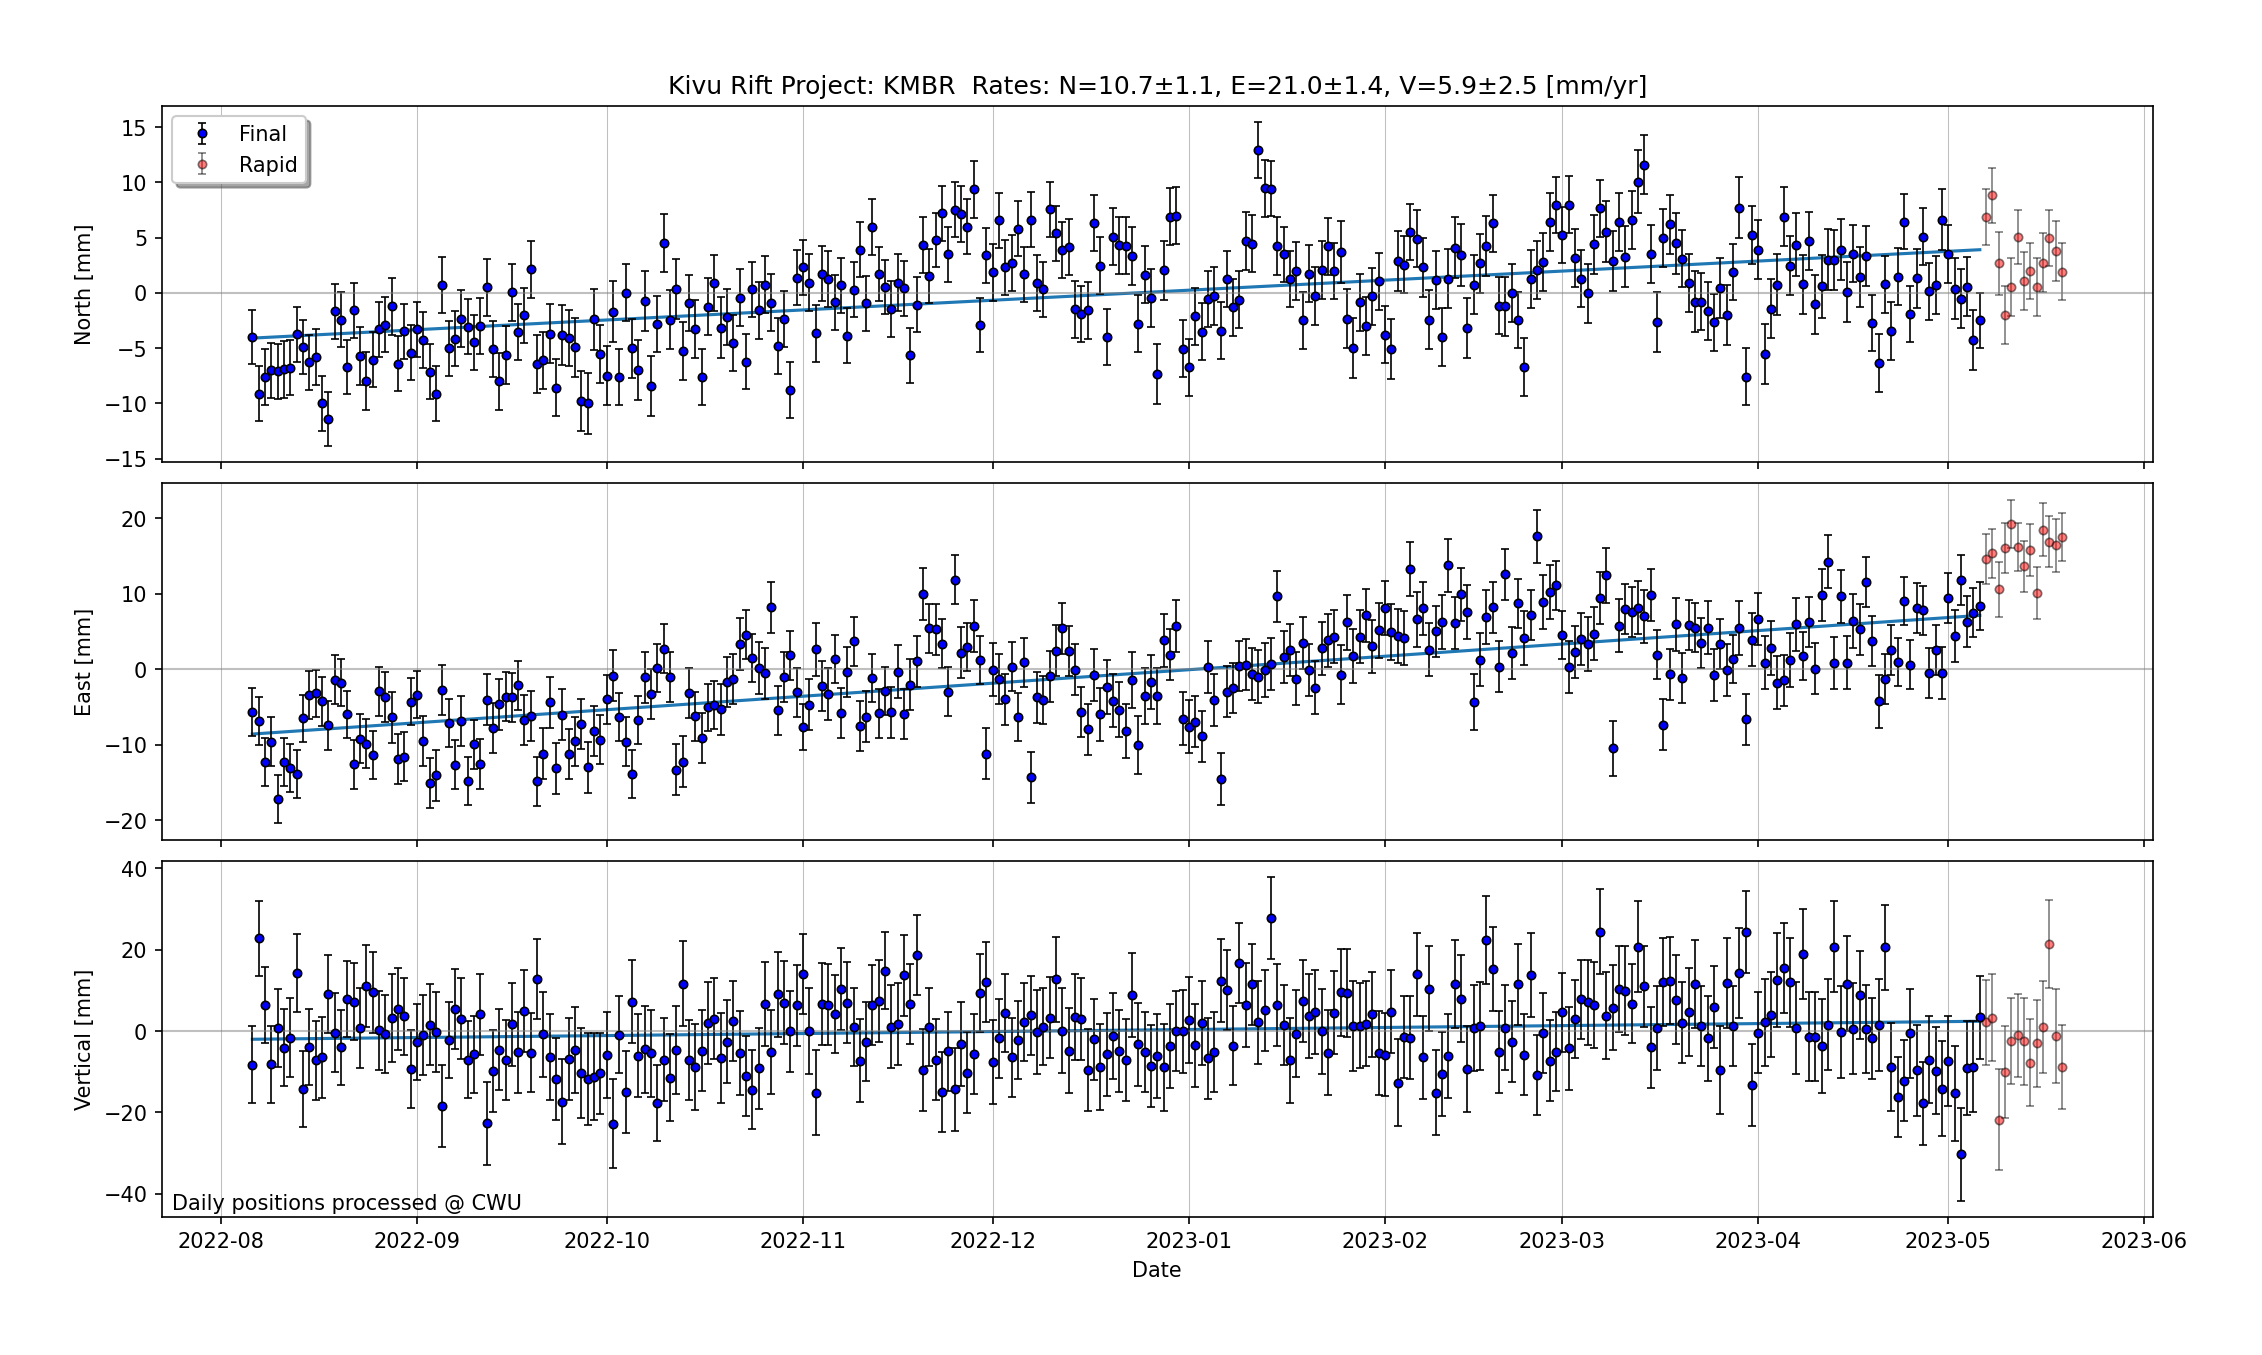 Kivu Rift Project: KMBR  Rates: N=10.7±1.1, E=21.0±1.4, V=5.9±2.5 [mm/yr]
Final
Rapid
North [mm]
15
10
5
0
−5
−10
−15
East [mm]
20
10
0
−10
−20
Vertical [mm]
40
20
0
−20
−40
Daily positions processed @ CWU
2022-08 2022-09 2022-10 2022-11 2022-12 2023-01 2023-02 2023-03 2023-04 2023-05 2023-06
Date